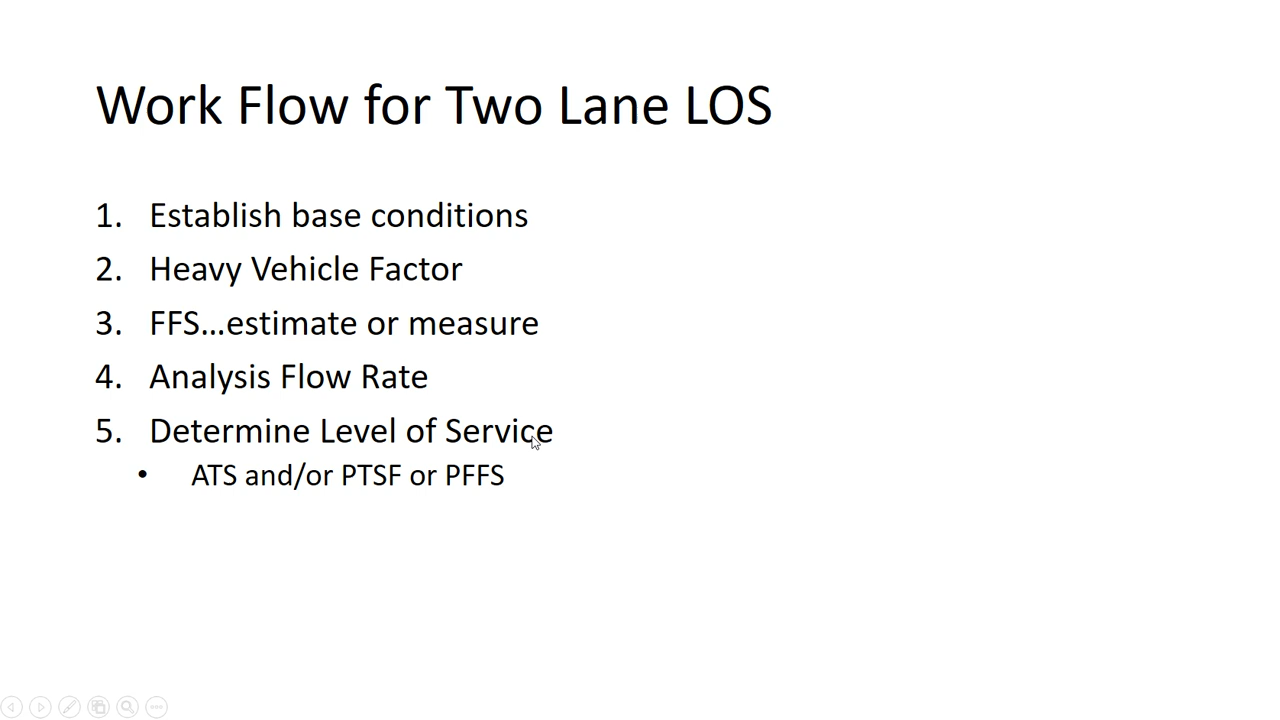 Work Flow for Two Lane LOS
1. Establish base conditions
2. Heavy Vehicle Factor
3. FFS…estimate or measure
4. Analysis Flow Rate
5. Determine Level of Service
• ATS and/or PTSF or PFFS